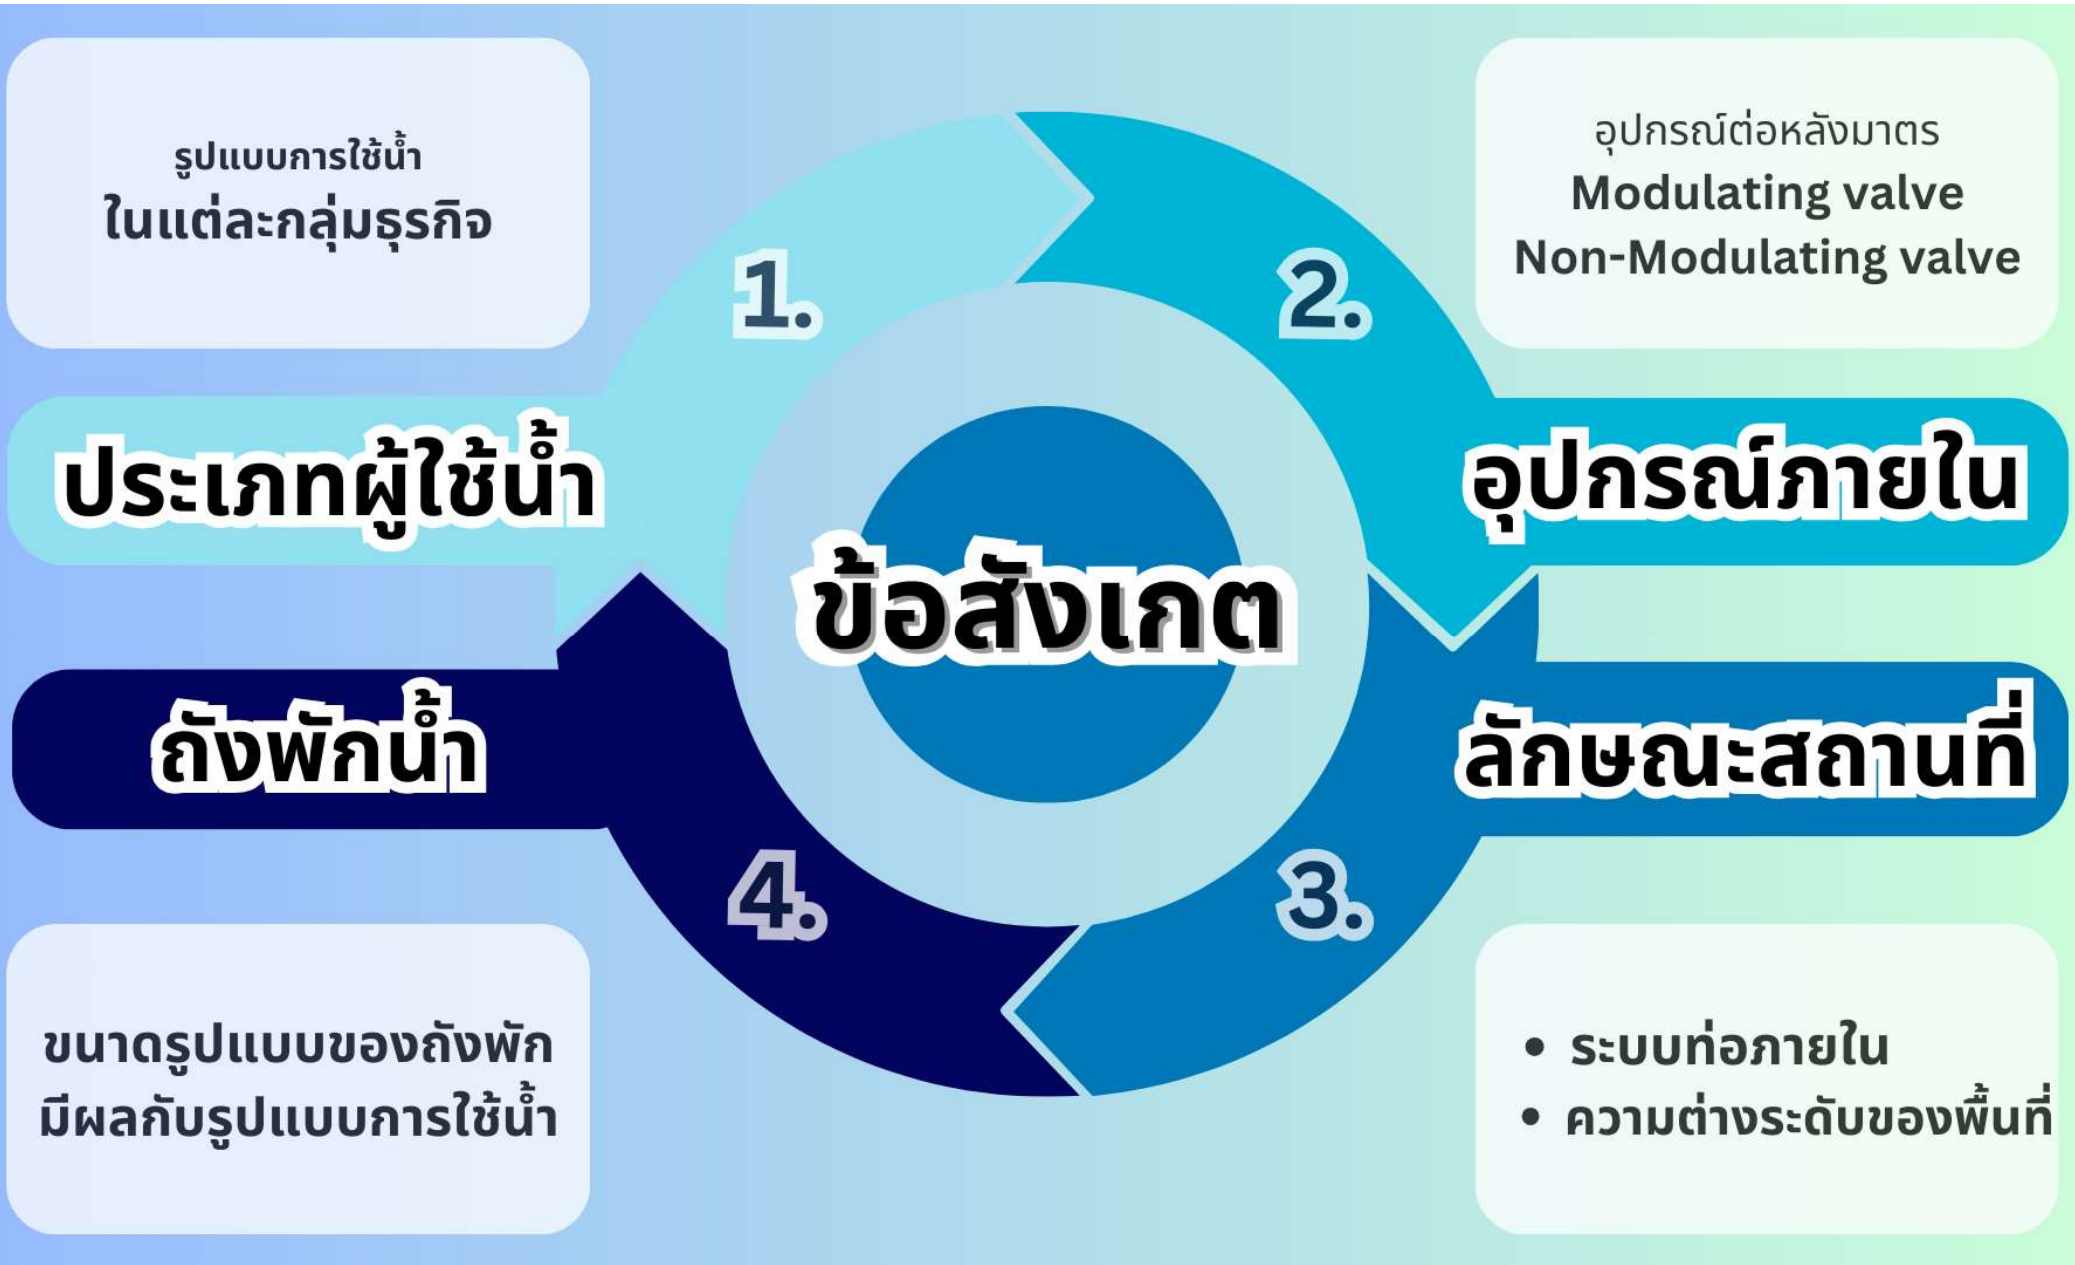 รูปแบบการใช้น้ำ
ในแต่ละกลุ่มธุรกิจ
1.
ประเภทผู้ใช้น้ำ
อุปกรณ์ต่อหลังมาตร
Modulating valve
Non-Modulating valve
2.
อุปกรณ์ภายใน
ข้อสังเกต
ลักษณะสถานที่
3.
• ระบบท่อภายใน
• ความต่างระดับของพื้นที่
ถังพักน้ำ
4.
ขนาดรูปแบบของถังพัก
มีผลกับรูปแบบการใช้น้ำ